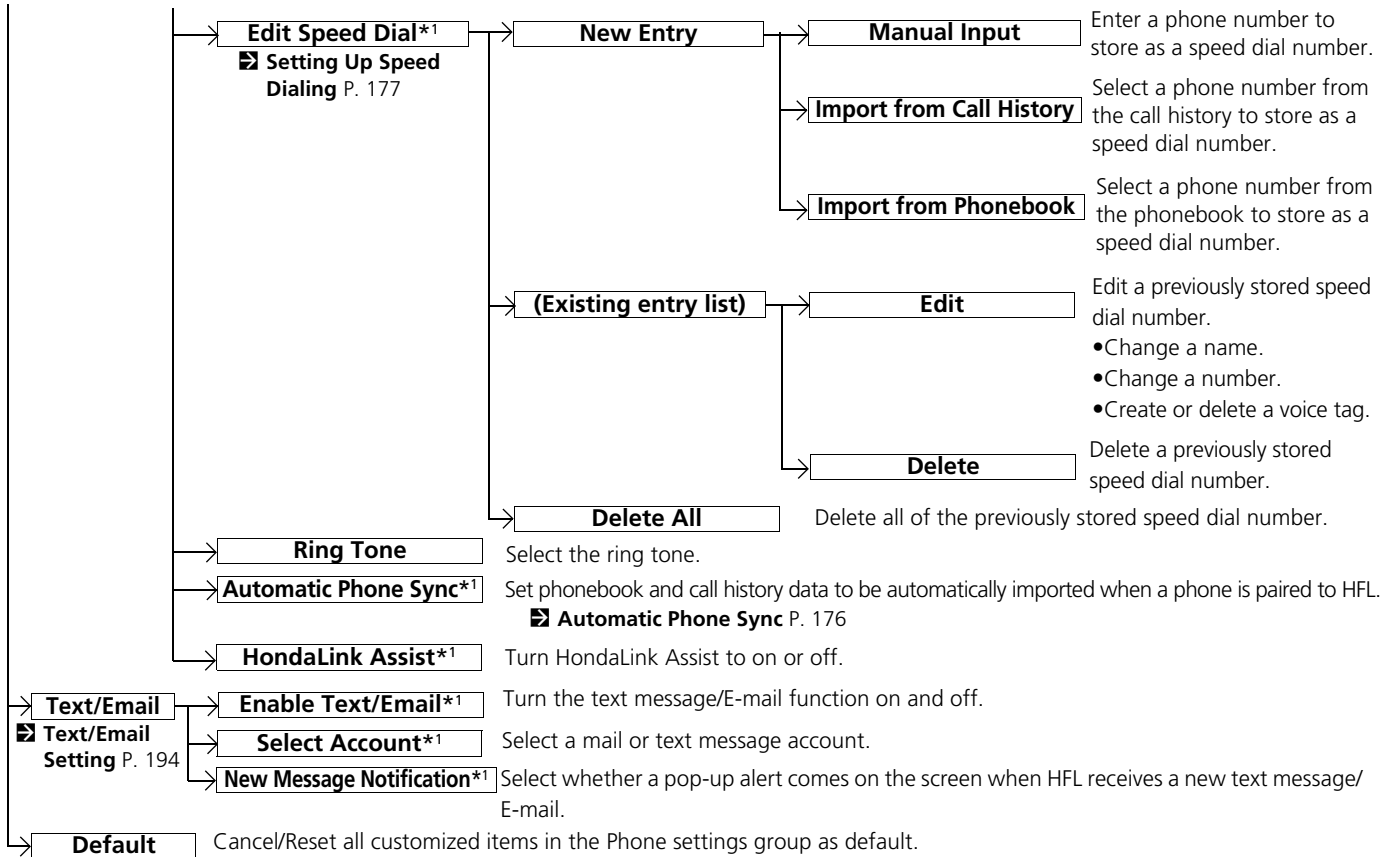 Edit Speed Dial*1
Setting Up Speed
Dialing P. 177
New Entry
Manual Input
Enter a phone number to
store as a speed dial number.
Import from Call History
Select a phone number from
the call history to store as a
speed dial number.
Import from Phonebook
Select a phone number from
the phonebook to store as a
speed dial number.
(Existing entry list)
Edit
Edit a previously stored speed
dial number.
•Change a name.
•Change a number.
•Create or delete a voice tag.
Delete
Delete a previously stored
speed dial number.
Delete All
Delete all of the previously stored speed dial number.
Ring Tone
Select the ring tone.
Automatic Phone Sync*1
Set phonebook and call history data to be automatically imported when a phone is paired to HFL.
Automatic Phone Sync P. 176
HondaLink Assist*1
Turn HondaLink Assist to on or off.
Text/Email
Text/Email
Setting P. 194
Enable Text/Email*1
Turn the text message/E-mail function on and off.
Select Account*1
Select a mail or text message account.
New Message Notification*1
Select whether a pop-up alert comes on the screen when HFL receives a new text message/
E-mail.
Default
Cancel/Reset all customized items in the Phone settings group as default.